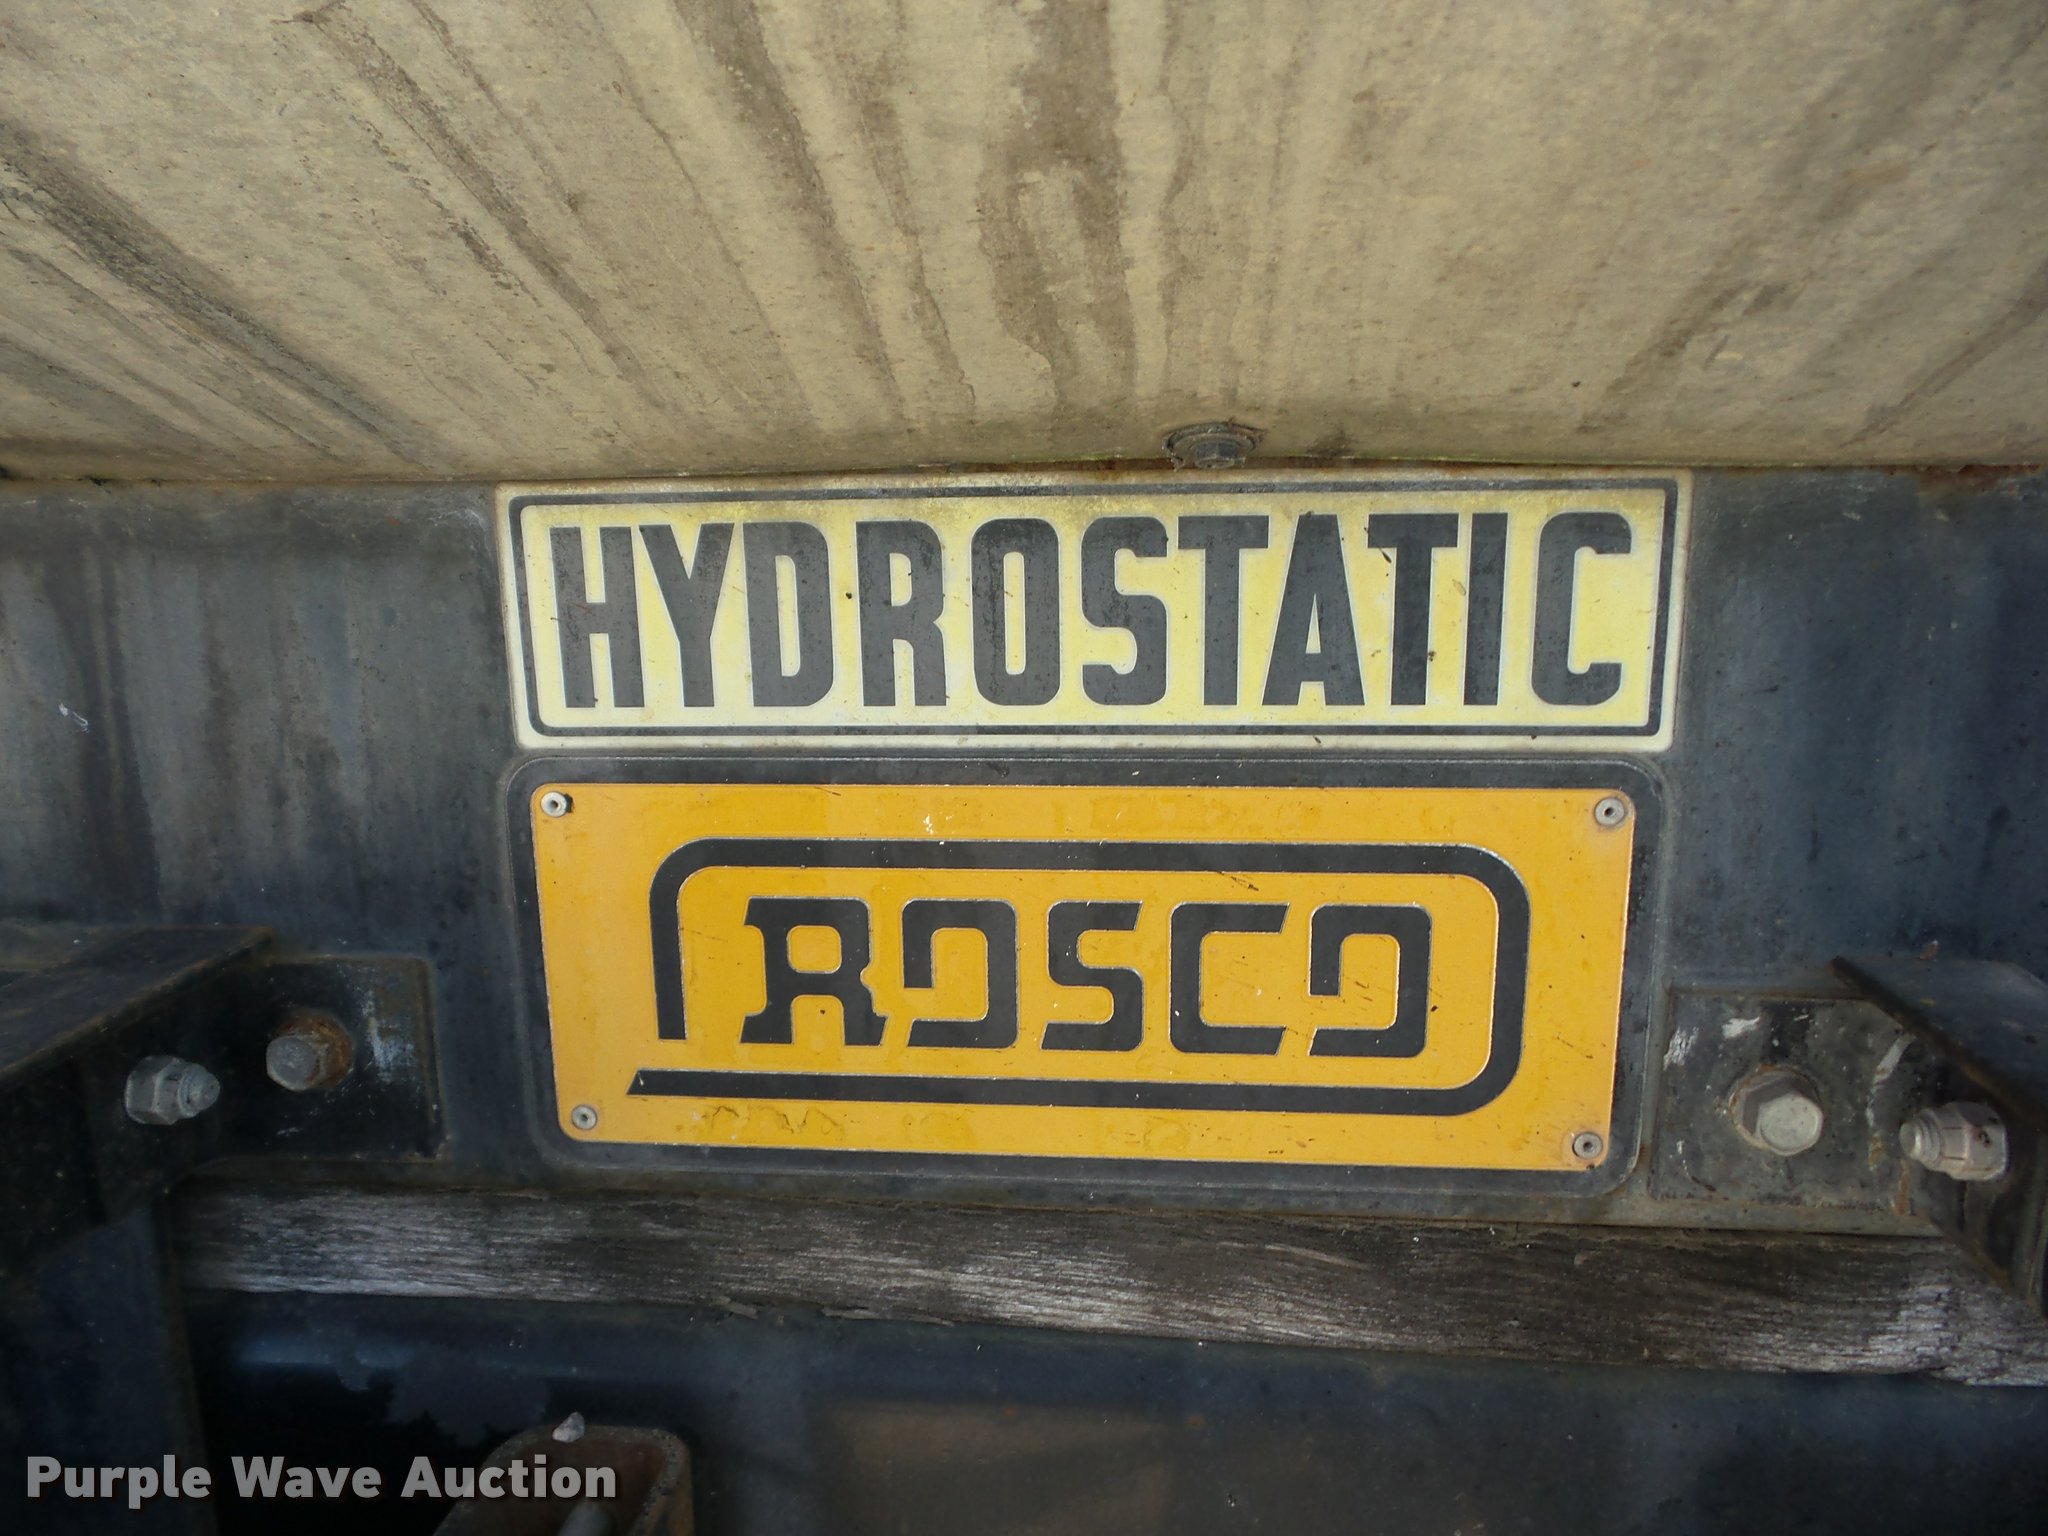 HYDROSTATIC
ROSCO
Purple Wave Auction